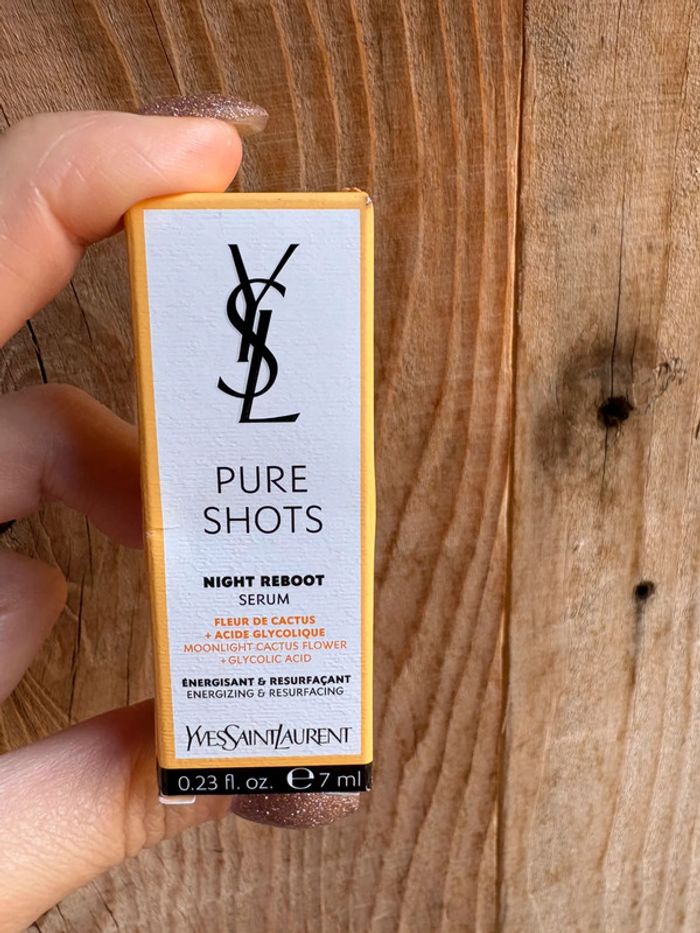 YSL
PURE
SHOTS
NIGHT REBOOT
SERUM
FLEUR DE CACTUS
+ ACIDE GLYCOLIQUE
MOONLIGHT CACTUS FLOWER
+ GLYCOLIC ACID
ÉNERGISANT & RESURFAÇANT
ENERGIZING & RESURFACING
YVESSAINTLAURENT
0.23 fl. oz. ℮ 7 ml